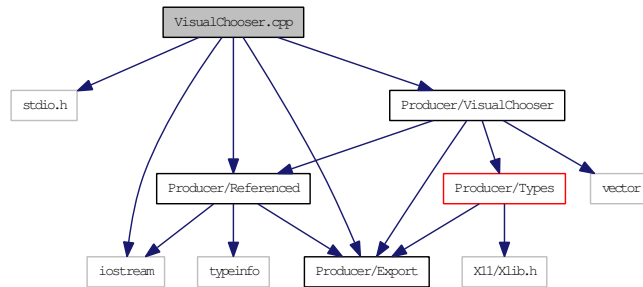 VisualChooser.cpp
stdio.h
Producer/VisualChooser
Producer/Referenced
Producer/Types
vector
iostream
typeinfo
Producer/Export
X11/Xlib.h